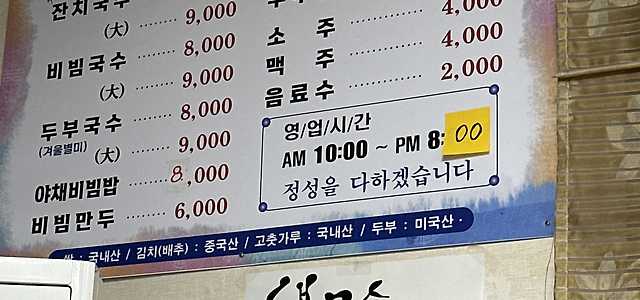 잔치국수
(大) ······ 9,000
8,000
비빔국수 ······ 9,000
(大)
두부국수 ······ 8,000
(겨울별미) (大) ······ 9,000
야채비빔밥 ······ 8,000
비빔만두 ······ 6,000
4,000
소 주 ······ 4,000
맥 주 ······
음료수 ······ 2,000
영/업/시/간
AM 10:00 ~ PM 8:00
정성을 다하겠습니다
쌀 : 국내산 / 김치(배추) : 중국산 / 고춧가루 : 국내산 / 두부 : 미국산 ·